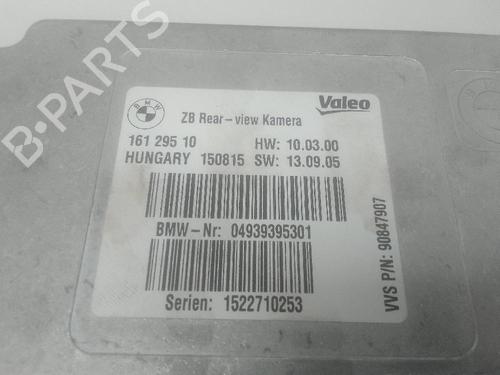 B-PARTS
BMW
Valeo
ZB Rear-view Kamera
161 295 10 HW: 10.03.00
HUNGARY 150815 SW: 13.09.05
BMW-Nr: 04939395301
Serien: 1522710253
VVS P/N: 90847907